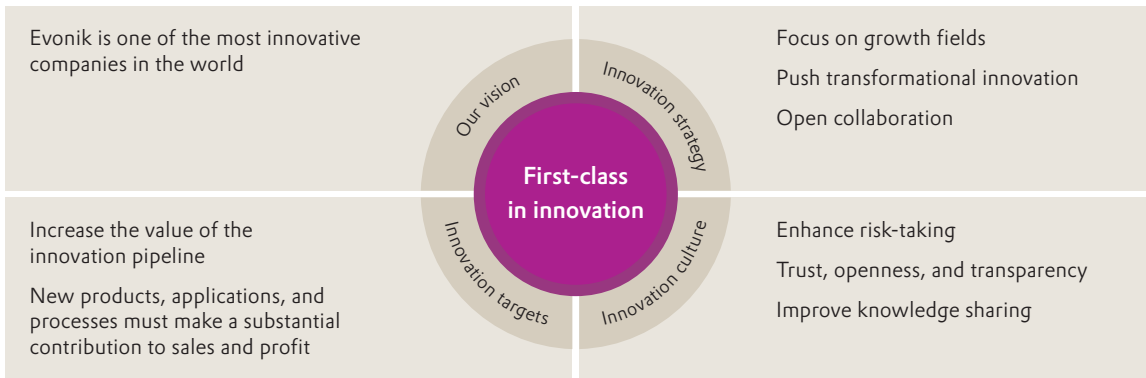 Evonik is one of the most innovative
companies in the world
Our vision
Innovation strategy
Focus on growth fields
Push transformational innovation
Open collaboration
First-class
in innovation
Increase the value of the
innovation pipeline
New products, applications, and
processes must make a substantial
contribution to sales and profit
Innovation targets
Innovation culture
Enhance risk-taking
Trust, openness, and transparency
Improve knowledge sharing